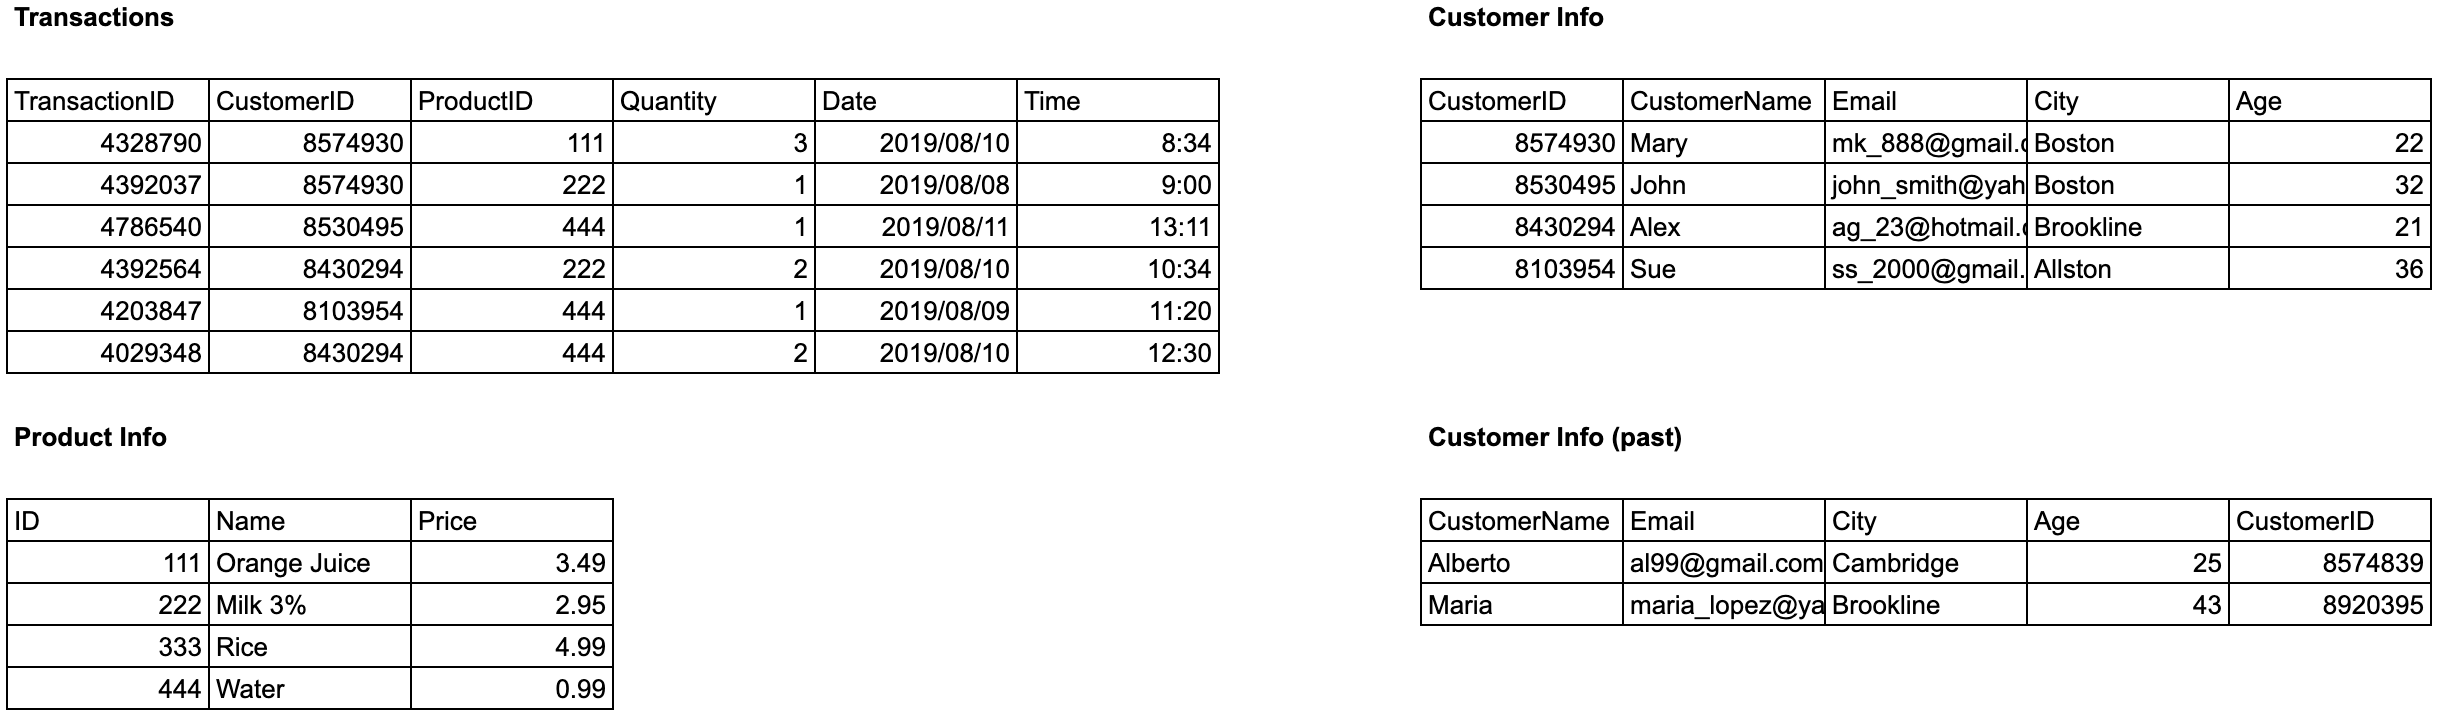 Transactions
TransactionID CustomerID ProductID Quantity Date Time
4328790 8574930 111 3 2019/08/10 8:34
4392037 8574930 222 1 2019/08/08 9:00
4786540 8530495 444 1 2019/08/11 13:11
4392564 8430294 222 2 2019/08/10 10:34
4203847 8103954 444 1 2019/08/09 11:20
4029348 8430294 444 2 2019/08/10 12:30
Customer Info
CustomerID CustomerName Email City Age
8574930 Mary mk_888@gmail.c Boston 22
8530495 John john_smith@yah Boston 32
8430294 Alex ag_23@hotmail.c Brookline 21
8103954 Sue ss_2000@gmail. Allston 36
Product Info
ID Name Price
111 Orange Juice 3.49
222 Milk 3% 2.95
333 Rice 4.99
444 Water 0.99
Customer Info (past)
CustomerName Email City Age CustomerID
Alberto al99@gmail.com Cambridge 25 8574839
Maria maria_lopez@ya Brookline 43 8920395